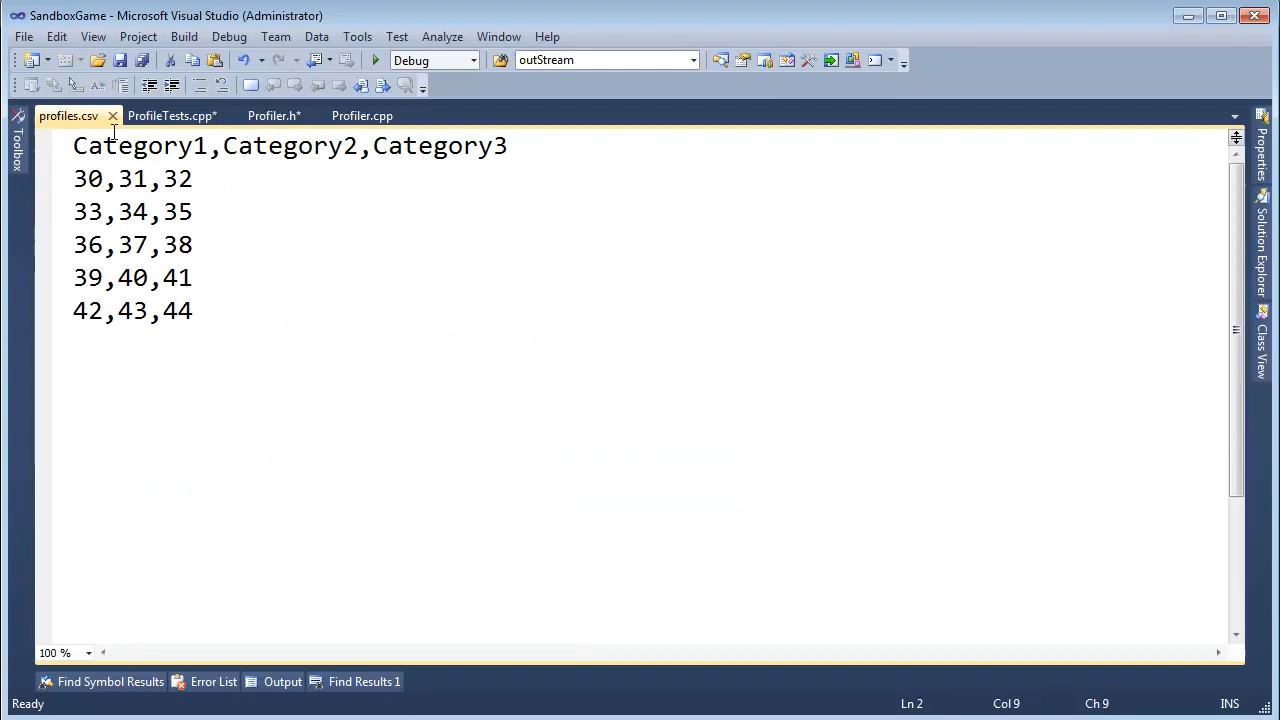 SandboxGame - Microsoft Visual Studio (Administrator)
File Edit View Project Build Debug Team Data Tools Test Analyze Window Help
Debug outStream
profiles.csv ProfileTests.cpp* Profiler.h* Profiler.cpp
Toolbox
Category1,Category2,Category3
30,31,32
33,34,35
36,37,38
39,40,41
42,43,44
Properties
Solution Explorer
Class View
100 %
Find Symbol Results Error List Output Find Results 1
Ready Ln 2 Col 9 Ch 9 INS